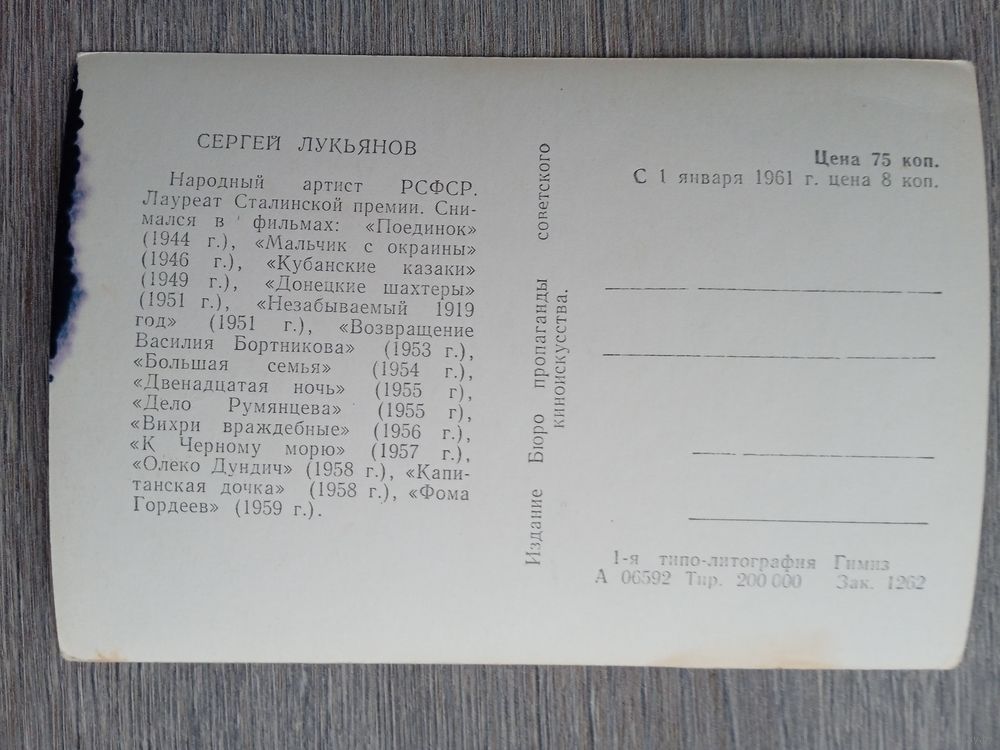 СЕРГЕЙ ЛУКЬЯНОВ
Народный артист РСФСР.
Лауреат Сталинской премии. Сни-
мался в фильмах: «Поединок»
(1944 г.), «Мальчик с окраины»
(1946 г.), «Кубанские казаки»
(1949 г.), «Донецкие шахтеры»
(1951 г.), «Незабываемый 1919
год» (1951 г.), «Возвращение
Василия Бортникова» (1953 г.),
«Большая семья» (1954 г.),
«Двенадцатая ночь» (1955 г),
«Дело Румянцева» (1955 г),
«Вихри враждебные» (1956 г.),
«К Черному морю» (1957 г.),
«Олеко Дундич» (1958 г.), «Капи-
танская дочка» (1958 г.), «Фома
Гордеев» (1959 г.).
Издание Бюро пропаганды советского
киноискусства.
Цена 75 коп.
С 1 января 1961 г. цена 8 коп.
1-я типо-литография Гимиз
А 06592 Тир. 200 000 Зак. 1262